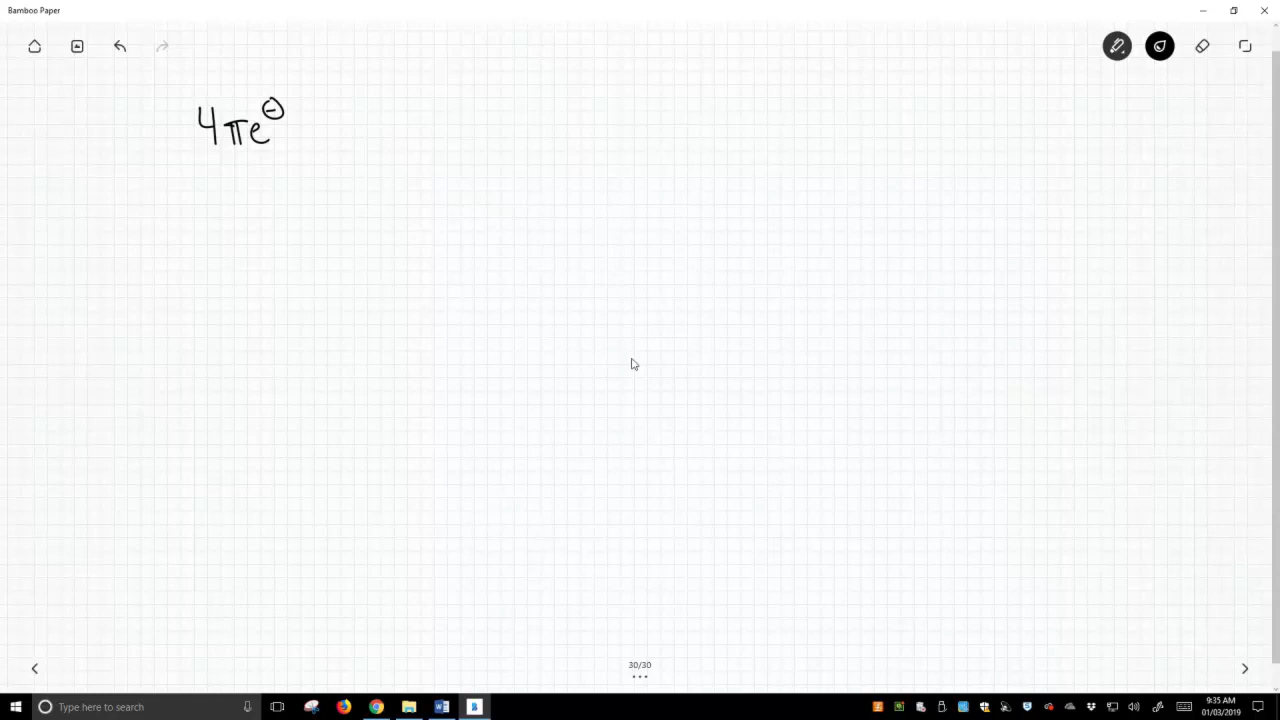 Bamboo Paper
4πe⊖
30/30
Type here to search
9:35 AM
01/03/2019